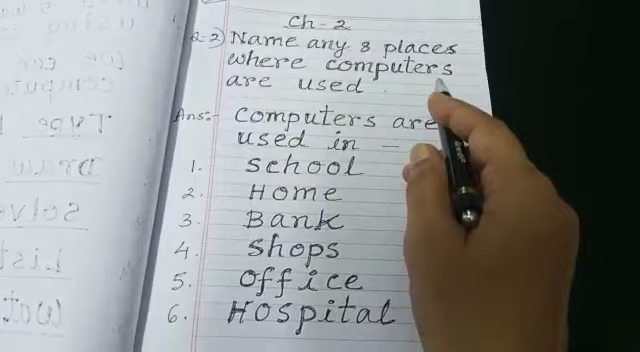 Ch-2
Q-2) Name any 8 places
where computers
are used.
Ans:- Computers are
used in -
1. School
2. Home
3. Bank
4. Shops
5. Office
6. Hospital